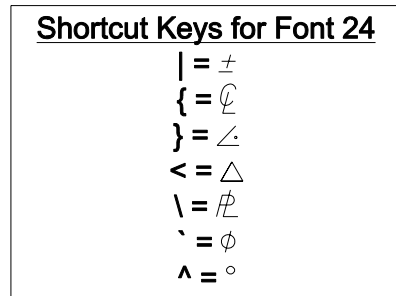 Shortcut Keys for Font 24
| = ±
{ = ℄
} = ∠
< = △
\ = ⅊
` = ϕ
^ = °